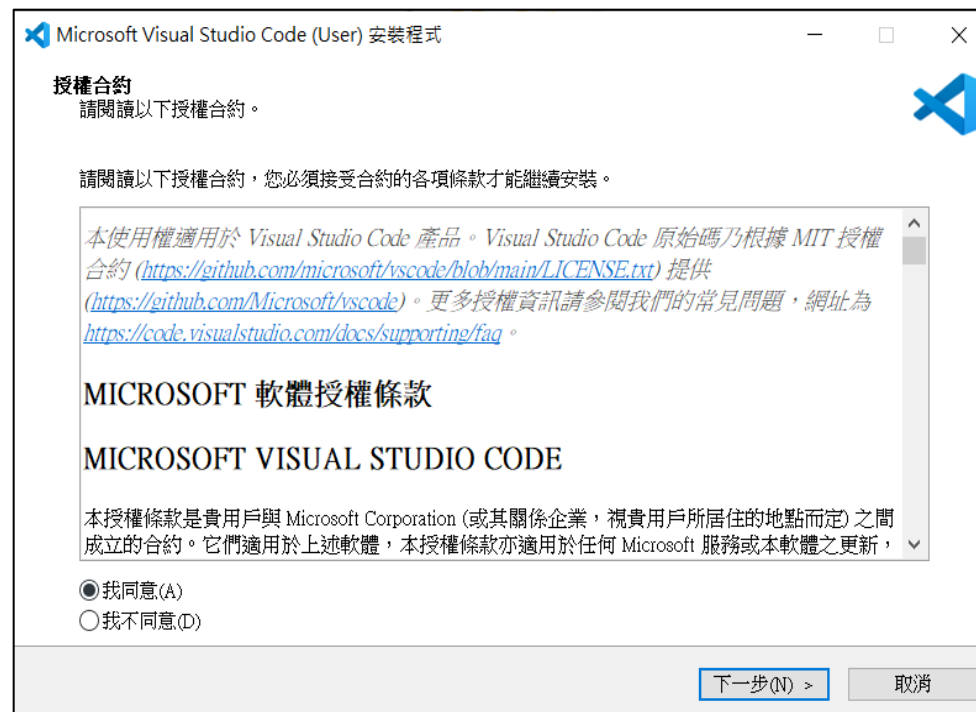 Microsoft Visual Studio Code (User) 安裝程式
授權合約
請閱讀以下授權合約。
請閱讀以下授權合約，您必須接受合約的各項條款才能繼續安裝。
本使用權適用於 Visual Studio Code 產品。Visual Studio Code 原始碼乃根據 MIT 授權
合約 (https://github.com/microsoft/vscode/blob/main/LICENSE.txt) 提供
(https://github.com/Microsoft/vscode)。更多授權資訊請參閱我們的常見問題，網址為
https://code.visualstudio.com/docs/supporting/faq。
MICROSOFT 軟體授權條款
MICROSOFT VISUAL STUDIO CODE
本授權條款是貴用戶與 Microsoft Corporation (或其關係企業，視貴用戶所居住的地點而定) 之間
成立的合約。它們適用於上述軟體，本授權條款亦適用於任何 Microsoft 服務或本軟體之更新，
我同意(A)
我不同意(D)
下一步(N) >
取消